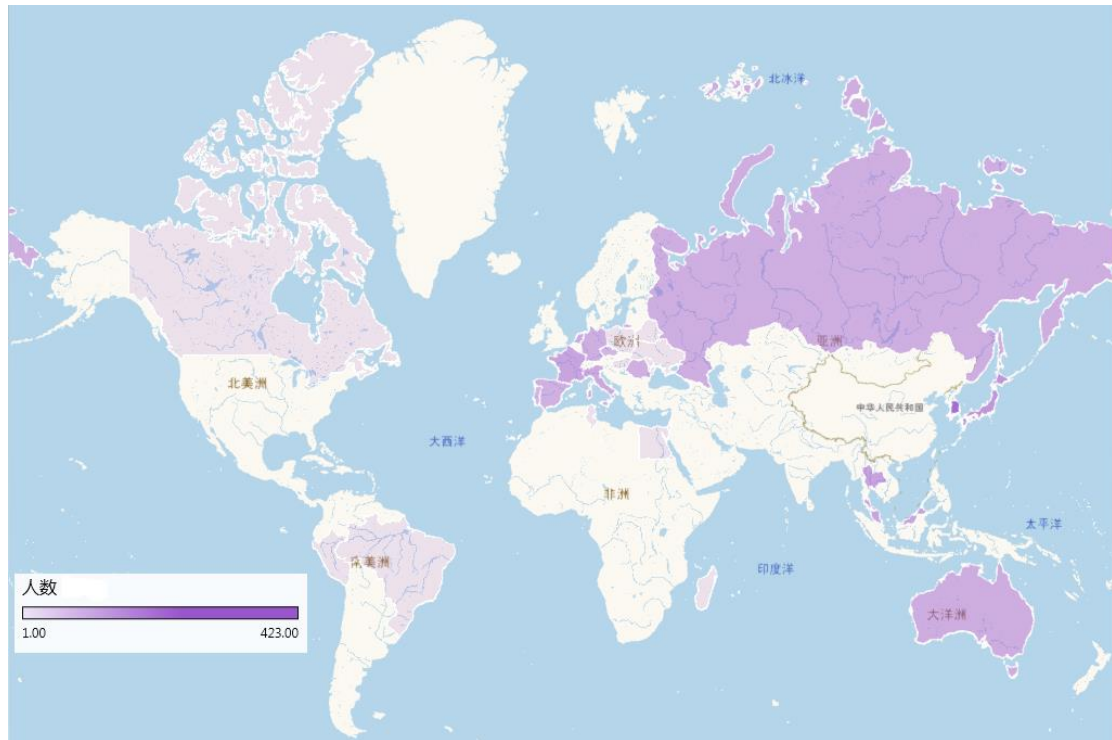 北冰洋
欧洲
亚洲
北美洲
中华人民共和国
大西洋
非洲
太平洋
南美洲
印度洋
人数
1.00
423.00
大洋洲